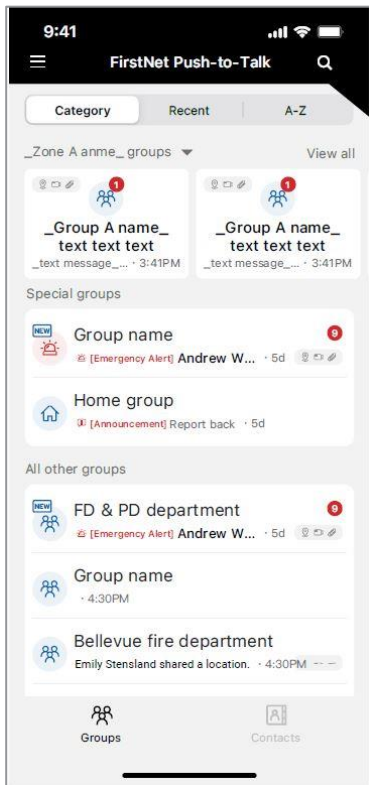 9:41
FirstNet Push-to-Talk
Category Recent A-Z
_Zone A anme_ groups View all
1 1
_Group A name_ _Group A name_
text text text text text text
_text message_... · 3:41PM _text message_... · 3:41PM
Special groups
NEW
Group name 9
[Emergency Alert] Andrew W... · 5d
Home group
[Announcement] Report back · 5d
All other groups
NEW
FD & PD department 9
[Emergency Alert] Andrew W... · 5d
Group name
· 4:30PM
Bellevue fire department
Emily Stensland shared a location. · 4:30PM
Groups Contacts